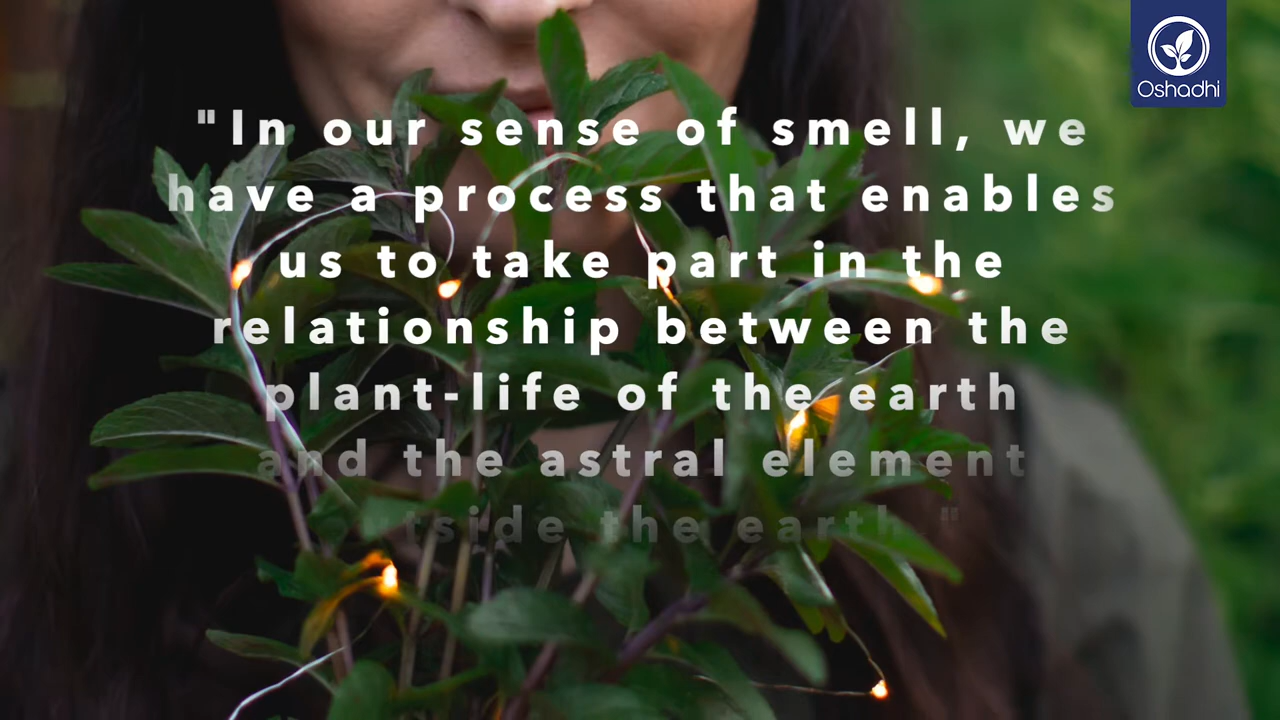 "In our sense of smell, we
have a process that enables
us to take part in the
relationship between the
plant-life of the earth
and the astral element
outside the earth "
Oshadhi